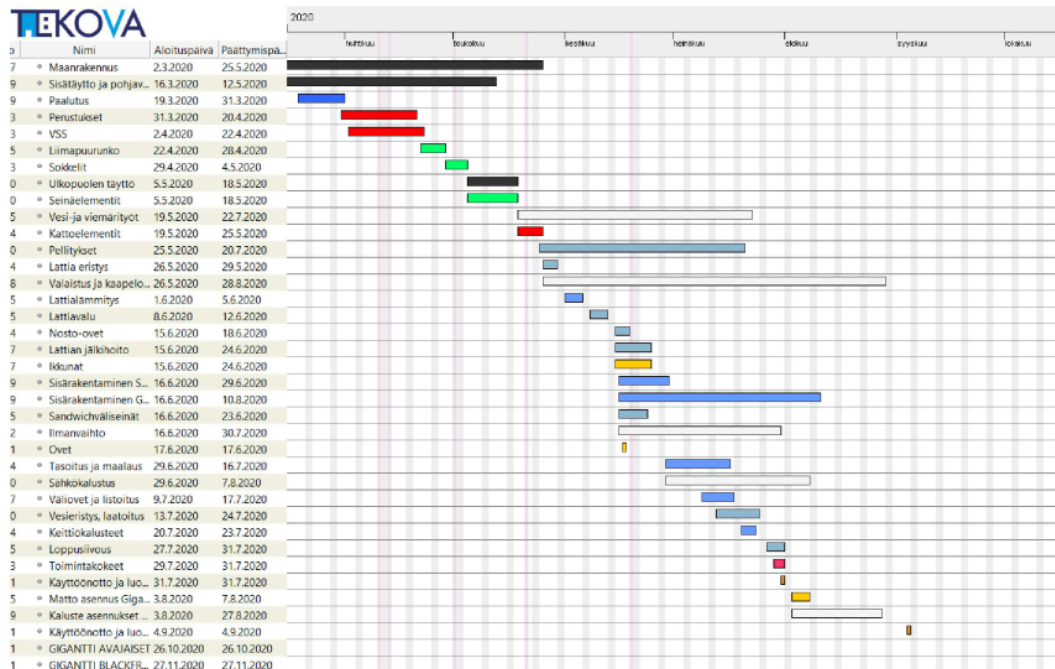 TEKOVA
2020
huhtikuu toukokuu kesäkuu heinäkuu elokuu syyskuu lokakuu
Nimi Aloituspäivä Päättymispä...
7 Maanrakennus 2.3.2020 25.5.2020
9 Sisätäyttö ja pohjav... 16.3.2020 12.5.2020
9 Paalutus 19.3.2020 31.3.2020
3 Perustukset 31.3.2020 20.4.2020
3 VSS 2.4.2020 22.4.2020
5 Liimapuurunko 22.4.2020 28.4.2020
3 Sokkelit 29.4.2020 4.5.2020
0 Ulkopuolen täyttö 5.5.2020 18.5.2020
0 Seinäelementit 5.5.2020 18.5.2020
5 Vesi-ja viemärityöt 19.5.2020 22.7.2020
4 Kattoelementit 19.5.2020 25.5.2020
0 Pellitykset 25.5.2020 20.7.2020
4 Lattia eristys 26.5.2020 29.5.2020
8 Valaistus ja kaapelo... 26.5.2020 28.8.2020
5 Lattialämmitys 1.6.2020 5.6.2020
5 Lattiavalu 8.6.2020 12.6.2020
4 Nosto-ovet 15.6.2020 18.6.2020
7 Lattian jälkihoito 15.6.2020 24.6.2020
7 Ikkunat 15.6.2020 24.6.2020
9 Sisärakentaminen S... 16.6.2020 29.6.2020
9 Sisärakentaminen G... 16.6.2020 10.8.2020
5 Sandwichväliseinät 16.6.2020 23.6.2020
2 Ilmanvaihto 16.6.2020 30.7.2020
1 Ovet 17.6.2020 17.6.2020
4 Tasoitus ja maalaus 29.6.2020 16.7.2020
0 Sähkökalustus 29.6.2020 7.8.2020
7 Väliovet ja listoitus 9.7.2020 17.7.2020
0 Vesieristys, laatoitus 13.7.2020 24.7.2020
4 Keittiökalusteet 20.7.2020 23.7.2020
5 Loppusiivous 27.7.2020 31.7.2020
3 Toimintakokeet 29.7.2020 31.7.2020
1 Käyttöönotto ja luo... 31.7.2020 31.7.2020
5 Matto asennus Giga... 3.8.2020 7.8.2020
9 Kaluste asennukset ... 3.8.2020 27.8.2020
1 Käyttöönotto ja luo... 4.9.2020 4.9.2020
1 GIGANTTI AVAJAISET 26.10.2020 26.10.2020
1 GIGANTTI BLACKFR... 27.11.2020 27.11.2020